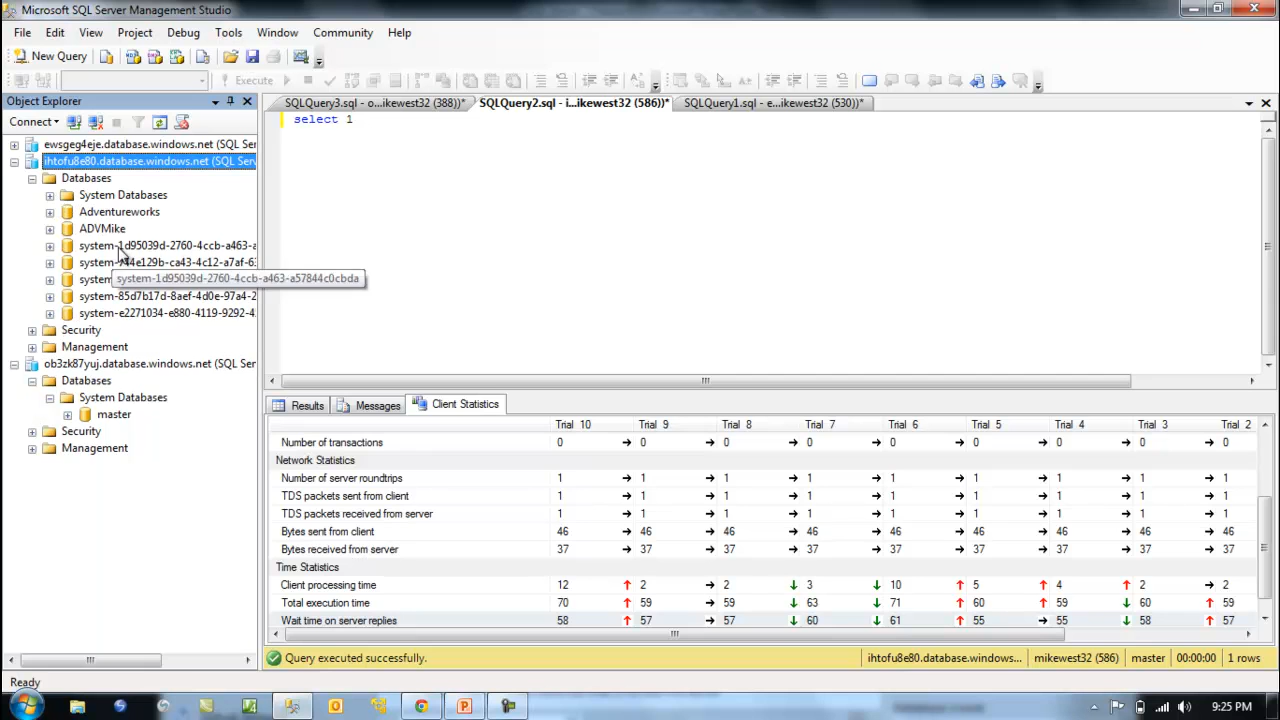 Microsoft SQL Server Management Studio
File Edit View Project Debug Tools Window Community Help
New Query
Execute
Object Explorer
SQLQuery3.sql - o...ikewest32 (388))* SQLQuery2.sql - i...ikewest32 (586))* SQLQuery1.sql - e...ikewest32 (530))*
Connect
select 1
ewsgeg4eje.database.windows.net (SQL Ser
ihtofu8e80.database.windows.net (SQL Serv
Databases
System Databases
Adventureworks
ADVMike
system-1d95039d-2760-4ccb-a463-a
e129b-ca43-4c12-a7af-6
system-1d95039d-2760-4ccb-a463-a57844c0cbda
system-85d7b17d-8aef-4d0e-97a4-2
system-e2271034-e880-4119-9292-4
Security
Management
ob3zk87yuj.database.windows.net (SQL Ser
Databases
System Databases
master
Security
Management
Results Messages Client Statistics
Trial 10 Trial 9 Trial 8 Trial 7 Trial 6 Trial 5 Trial 4 Trial 3 Trial 2
Number of transactions 0 → 0 → 0 → 0 → 0 → 0 → 0 → 0 → 0
Network Statistics
Number of server roundtrips 1 → 1 → 1 → 1 → 1 → 1 → 1 → 1 → 1
TDS packets sent from client 1 → 1 → 1 → 1 → 1 → 1 → 1 → 1 → 1
TDS packets received from server 1 → 1 → 1 → 1 → 1 → 1 → 1 → 1 → 1
Bytes sent from client 46 → 46 → 46 → 46 → 46 → 46 → 46 → 46 → 46
Bytes received from server 37 → 37 → 37 → 37 → 37 → 37 → 37 → 37 → 37
Time Statistics
Client processing time 12 ↑ 2 → 2 ↓ 3 ↓ 10 ↑ 5 ↑ 4 ↑ 2 → 2
Total execution time 70 ↑ 59 → 59 ↓ 63 ↓ 71 ↑ 60 ↑ 59 ↓ 60 ↑ 59
Wait time on server replies 58 ↑ 57 → 57 ↓ 60 ↓ 61 ↑ 55 → 55 ↓ 58 ↑ 57
Query executed successfully. ihtofu8e80.database.windows... mikewest32 (586) master 00:00:00 1 rows
Ready
9:25 PM